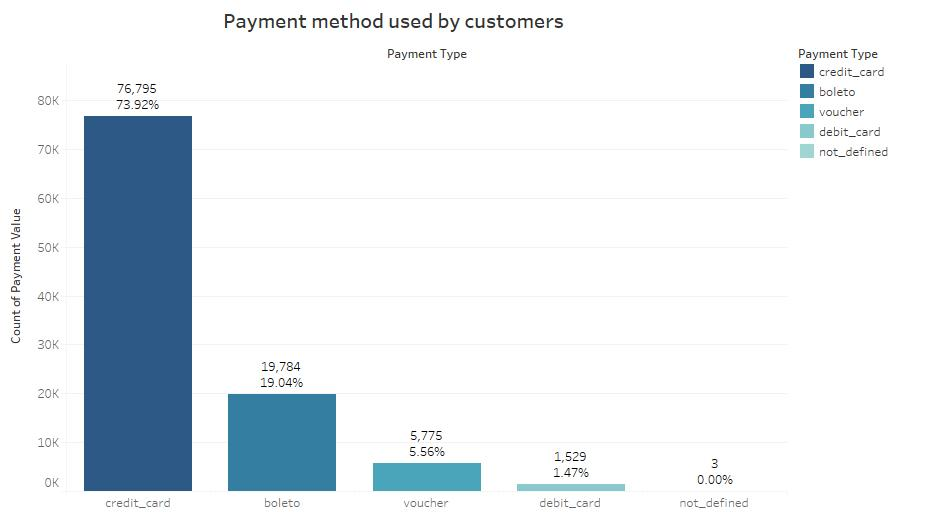 Payment method used by customers
Payment Type
Payment Type
credit_card
boleto
voucher
debit_card
not_defined
Count of Payment Value
80K
70K
60K
50K
40K
30K
20K
10K
0K
76,795
73.92%
19,784
19.04%
5,775
5.56%
1,529
1.47%
3
0.00%
credit_card
boleto
voucher
debit_card
not_defined